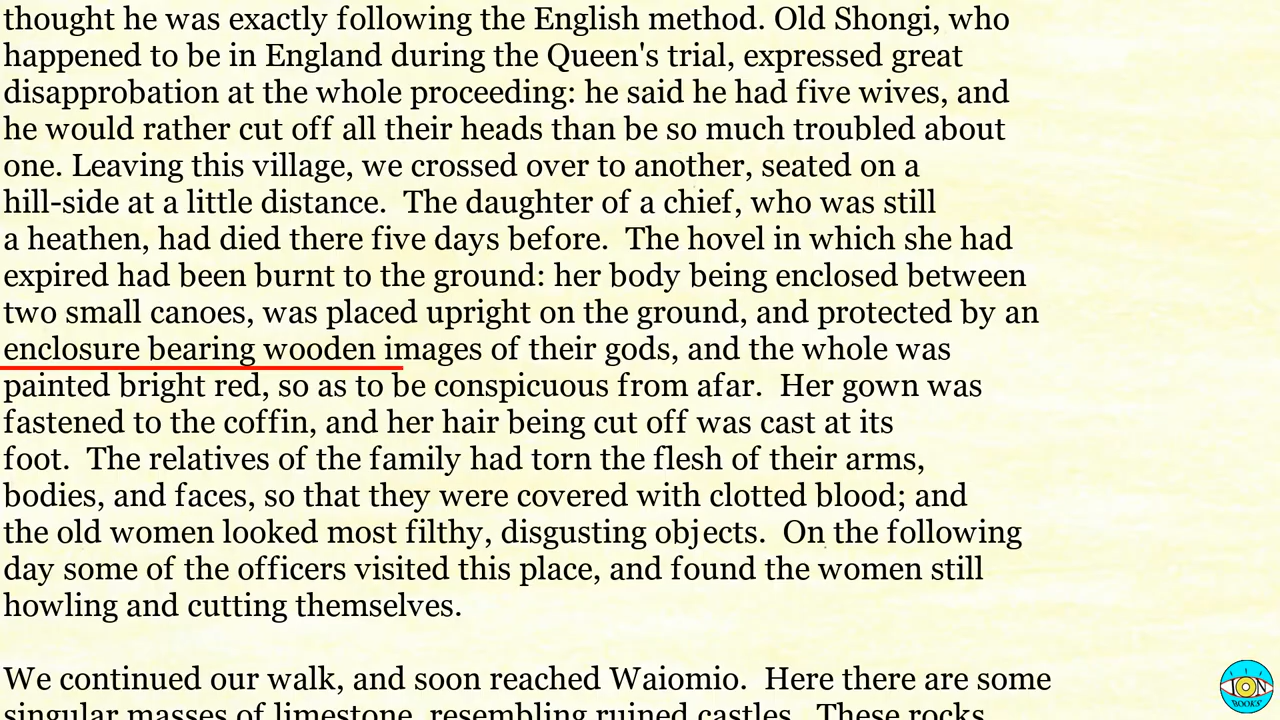 thought he was exactly following the English method. Old Shongi, who
happened to be in England during the Queen's trial, expressed great
disapprobation at the whole proceeding: he said he had five wives, and
he would rather cut off all their heads than be so much troubled about
one. Leaving this village, we crossed over to another, seated on a
hill-side at a little distance.  The daughter of a chief, who was still
a heathen, had died there five days before.  The hovel in which she had
expired had been burnt to the ground: her body being enclosed between
two small canoes, was placed upright on the ground, and protected by an
enclosure bearing wooden images of their gods, and the whole was
painted bright red, so as to be conspicuous from afar.  Her gown was
fastened to the coffin, and her hair being cut off was cast at its
foot.  The relatives of the family had torn the flesh of their arms,
bodies, and faces, so that they were covered with clotted blood; and
the old women looked most filthy, disgusting objects.  On the following
day some of the officers visited this place, and found the women still
howling and cutting themselves.
We continued our walk, and soon reached Waiomio.  Here there are some
singular masses of limestone, resembling ruined castles.  These rocks
ION
BOOKS